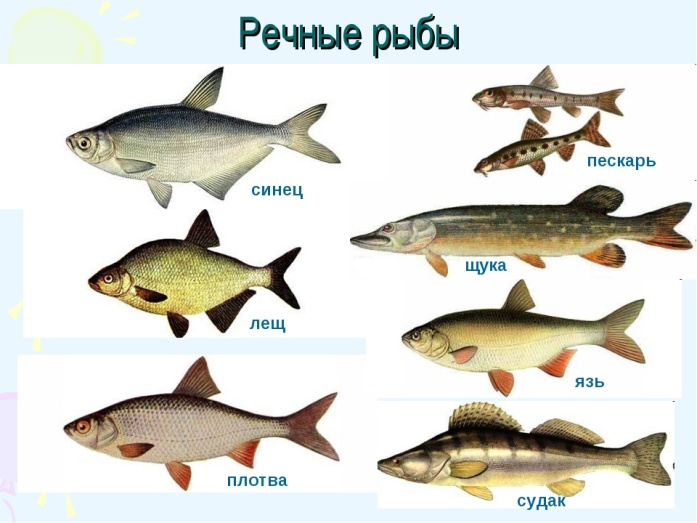 Речные рыбы
пескарь
синец
щука
лещ
язь
плотва
судак